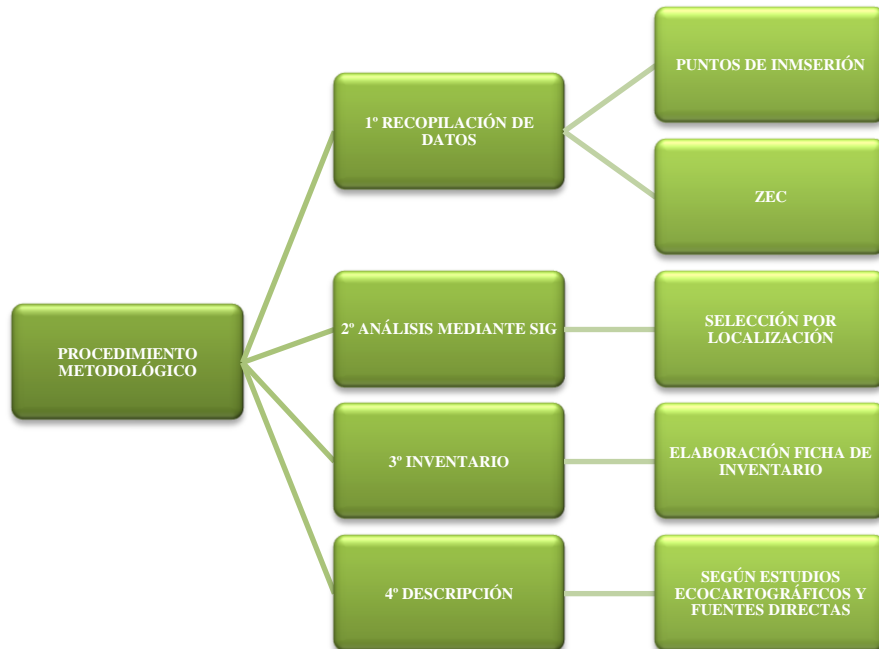 PROCEDIMIENTO
METODOLÓGICO
1º RECOPILACIÓN DE
DATOS
PUNTOS DE INMSERIÓN
ZEC
2º ANÁLISIS MEDIANTE SIG
SELECCIÓN POR
LOCALIZACIÓN
3º INVENTARIO
ELABORACIÓN FICHA DE
INVENTARIO
4º DESCRIPCIÓN
SEGÚN ESTUDIOS
ECOCARTOGRÁFICOS Y
FUENTES DIRECTAS